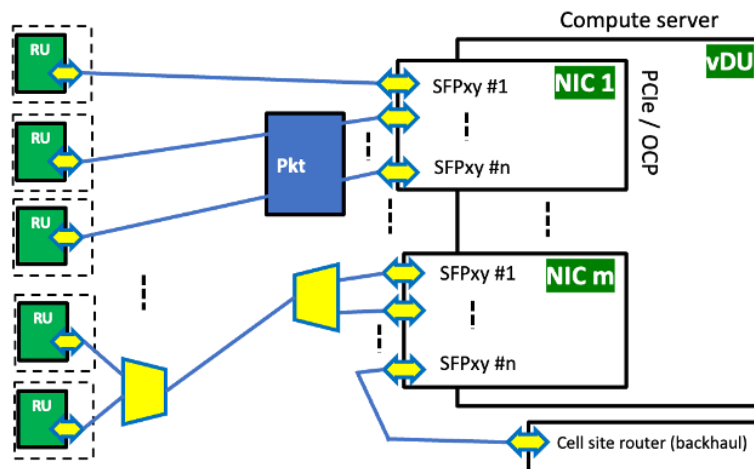 Compute server
RU
vDU
NIC 1
SFPxy #1
PCIe / OCP
RU
Pkt
SFPxy #n
RU
NIC m
SFPxy #1
RU
SFPxy #n
RU
Cell site router (backhaul)